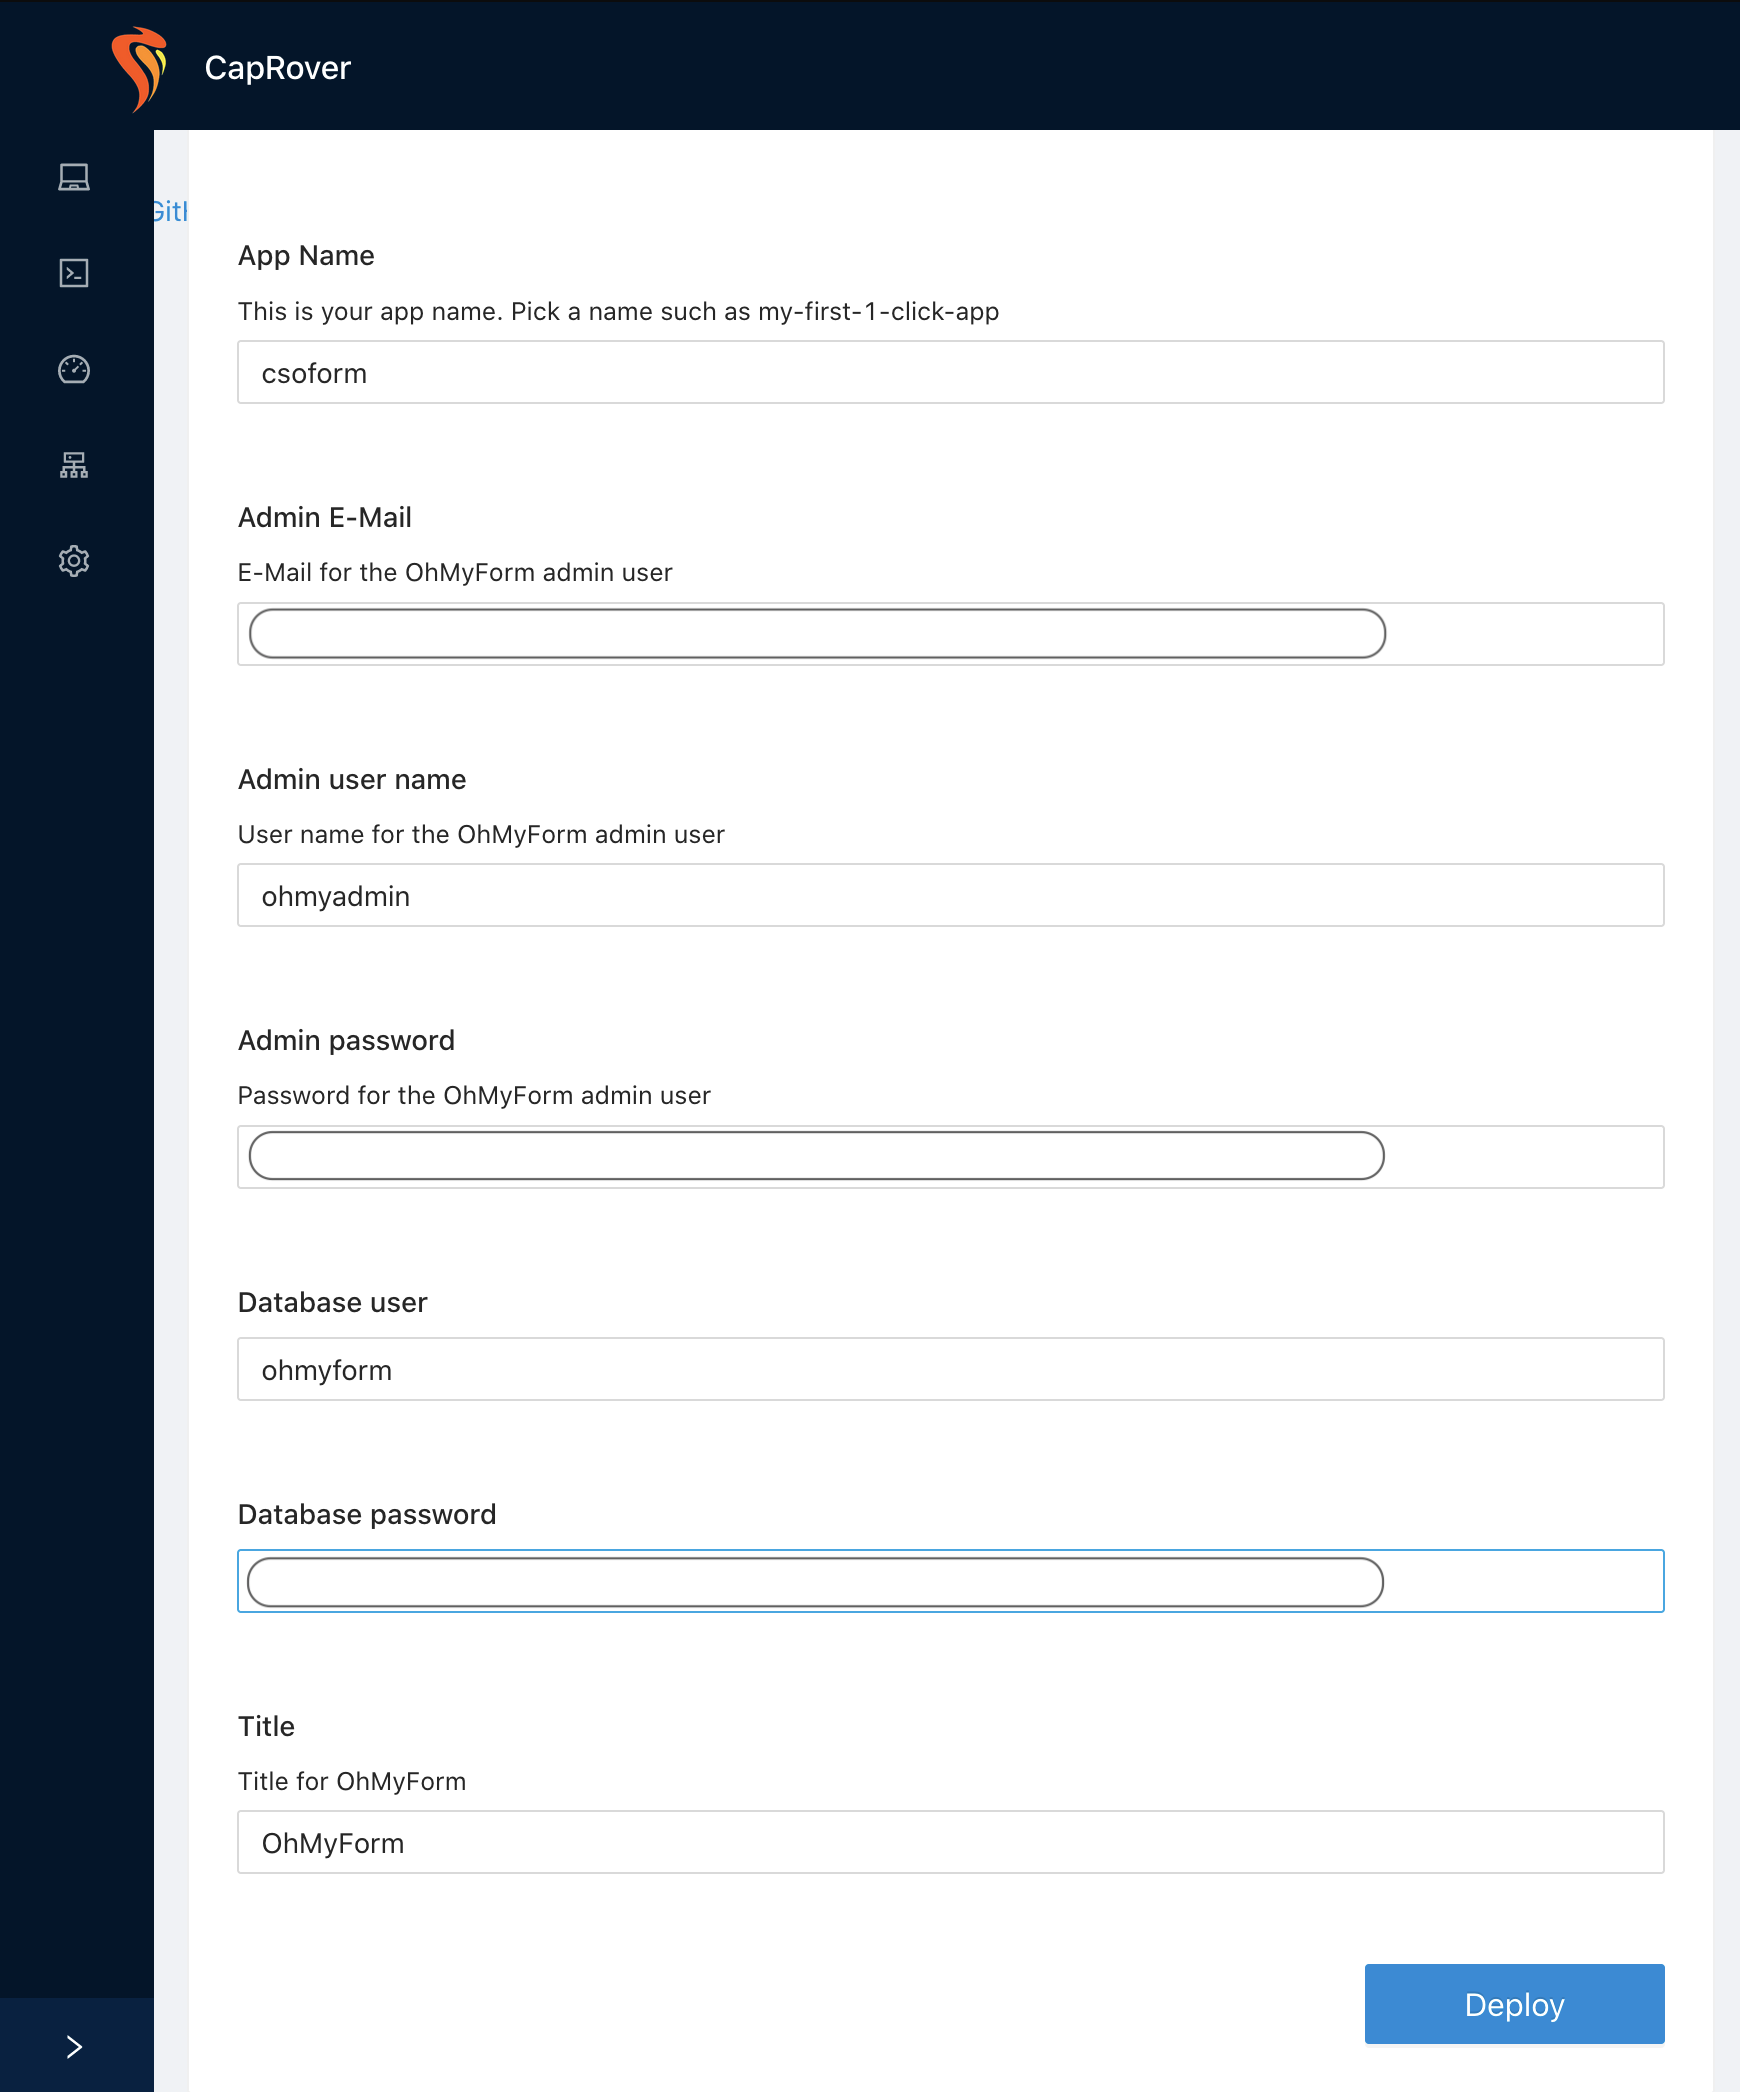 CapRover
App Name
This is your app name. Pick a name such as my-first-1-click-app
csoform
Admin E-Mail
E-Mail for the OhMyForm admin user
Admin user name
User name for the OhMyForm admin user
ohmyadmin
Admin password
Password for the OhMyForm admin user
Database user
ohmyform
Database password
Title
Title for OhMyForm
OhMyForm
Deploy